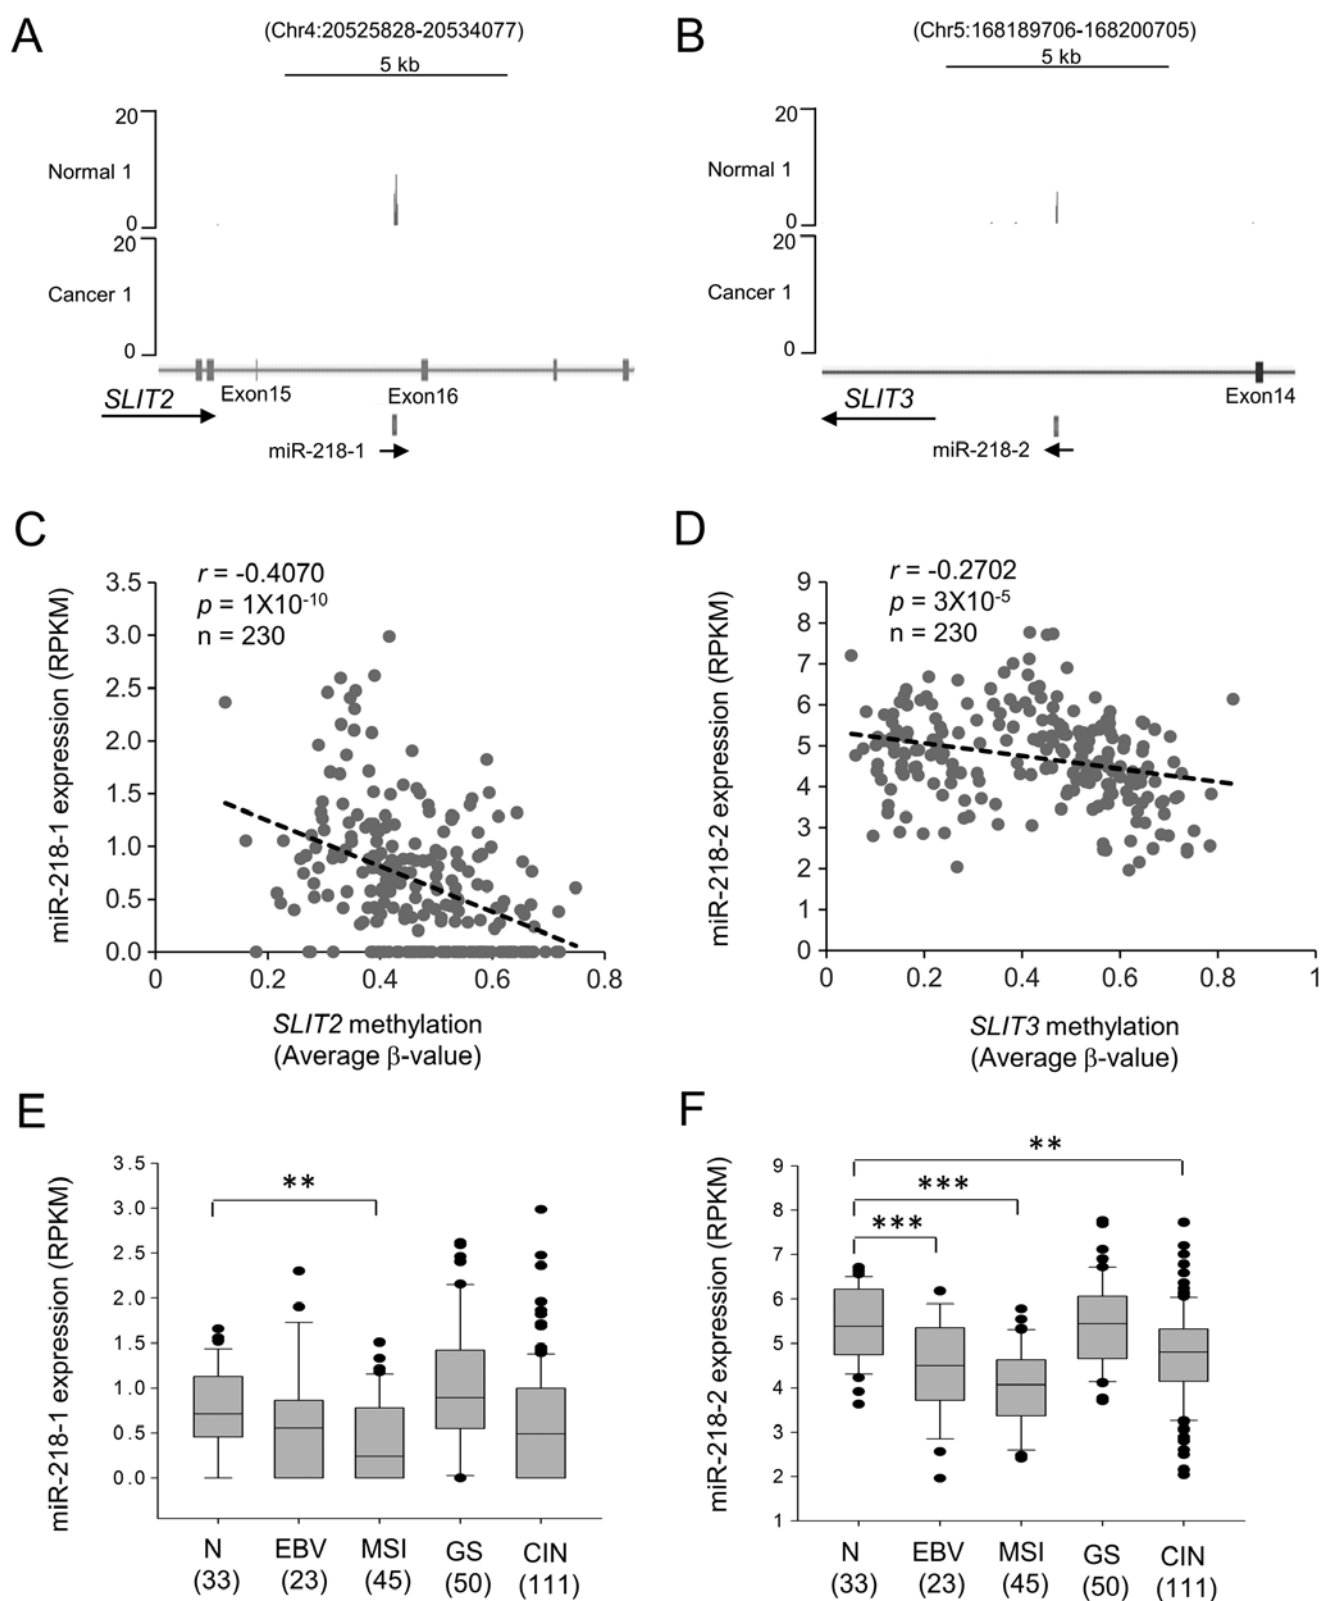 A
(Chr4:20525828-20534077)
5 kb
20
Normal 1
0
20
Cancer 1
0
Exon15
Exon16
SLIT2
miR-218-1
B
(Chr5:168189706-168200705)
5 kb
20
Normal 1
0
20
Cancer 1
0
SLIT3
Exon14
miR-218-2
C
r = -0.4070
p = 1X10⁻¹⁰
n = 230
miR-218-1 expression (RPKM)
3.5
3.0
2.5
2.0
1.5
1.0
0.5
0.0
0 0.2 0.4 0.6 0.8
SLIT2 methylation
(Average β-value)
D
r = -0.2702
p = 3X10⁻⁵
n = 230
miR-218-2 expression (RPKM)
9
8
7
6
5
4
3
2
1
0
0 0.2 0.4 0.6 0.8 1
SLIT3 methylation
(Average β-value)
E
miR-218-1 expression (RPKM)
3.5
3.0
2.5
2.0
1.5
1.0
0.5
0.0
**
N EBV MSI GS CIN
(33) (23) (45) (50) (111)
F
miR-218-2 expression (RPKM)
9
8
7
6
5
4
3
2
1
**
***
***
N EBV MSI GS CIN
(33) (23) (45) (50) (111)